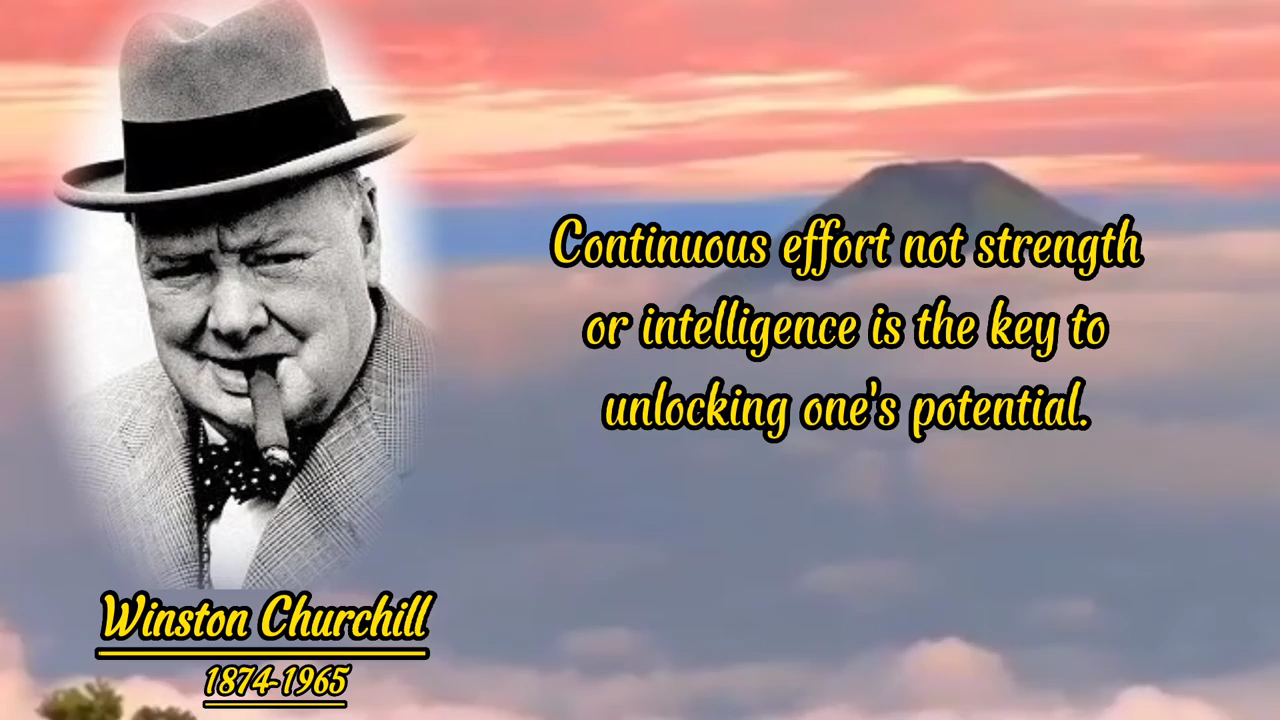 Continuous effort not strength
or intelligence is the key to
unlocking one's potential.
Winston Churchill
1874-1965